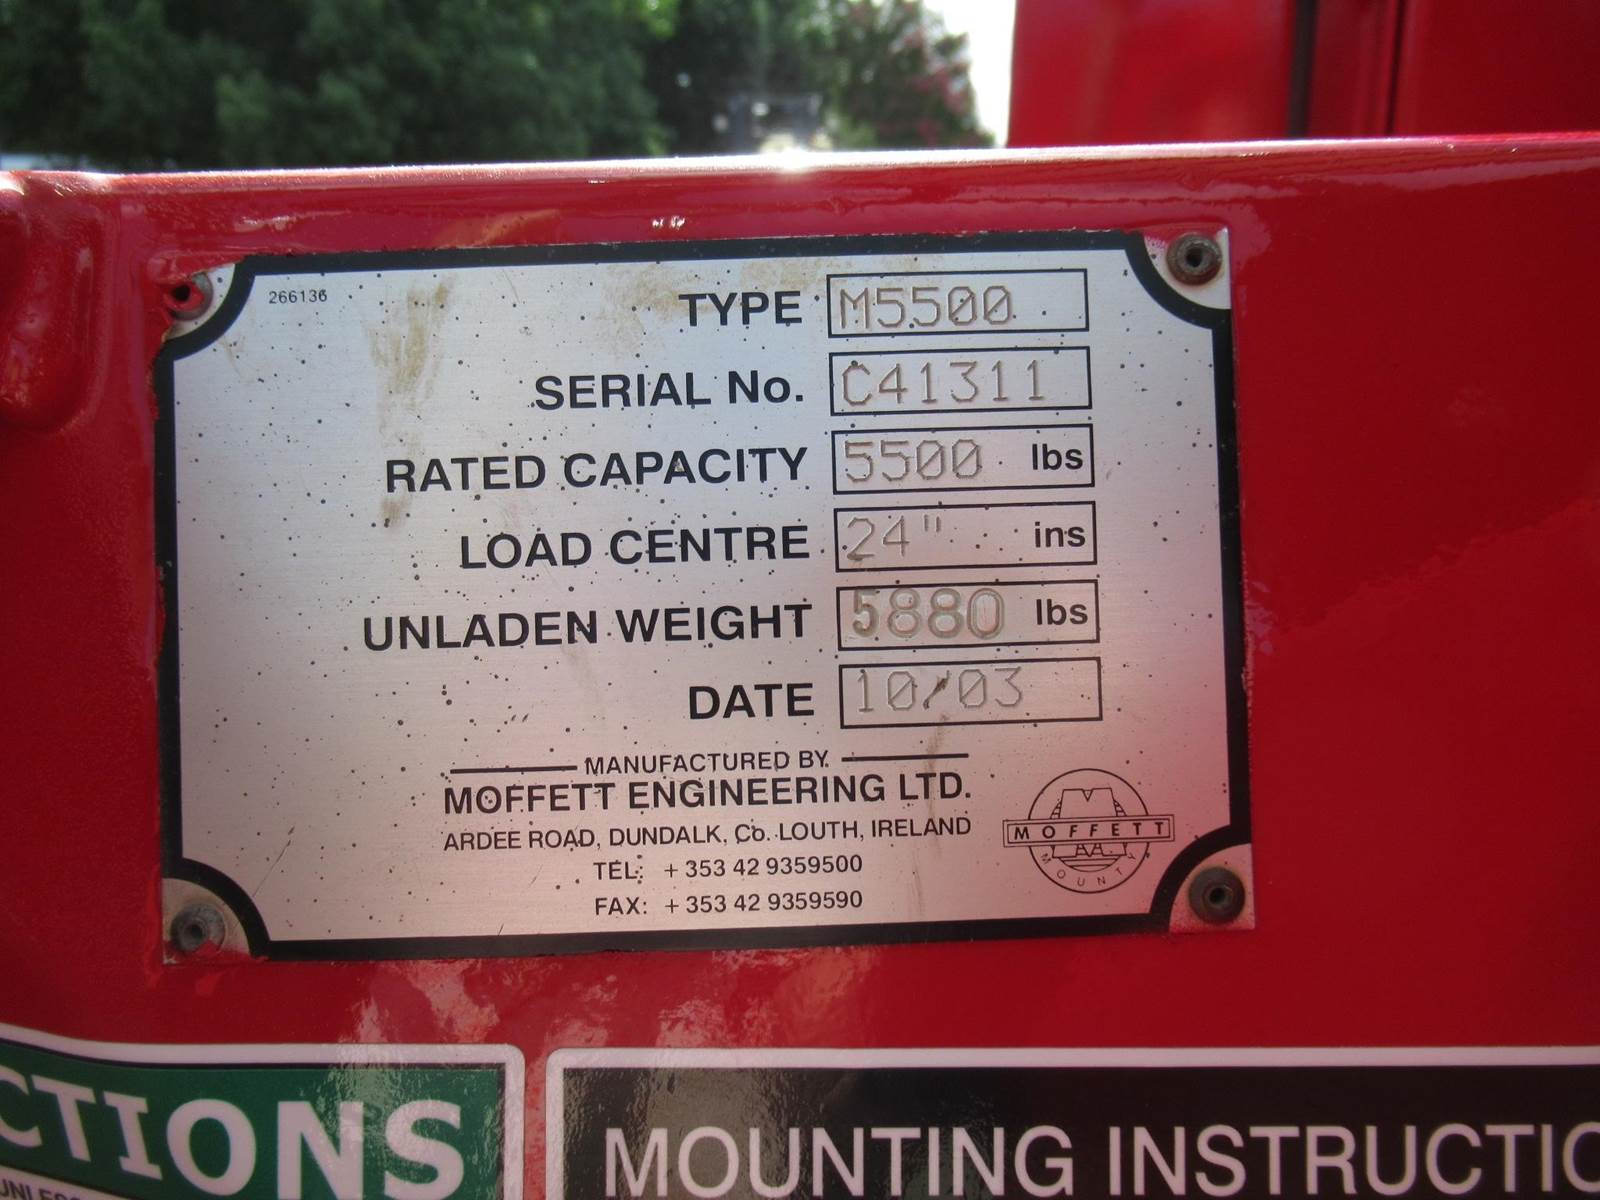 266136
TYPE M5500
SERIAL No. C41311
RATED CAPACITY 5500 lbs
LOAD CENTRE 24" ins
UNLADEN WEIGHT 5880 lbs
DATE 10/03
MANUFACTURED BY
MOFFETT ENGINEERING LTD.
ARDEE ROAD, DUNDALK, Co. LOUTH, IRELAND
TEL: +353 42 9359500
FAX: +353 42 9359590
MOFFETT
MOUNTY
CTIONS
MOUNTING INSTRUCTIO